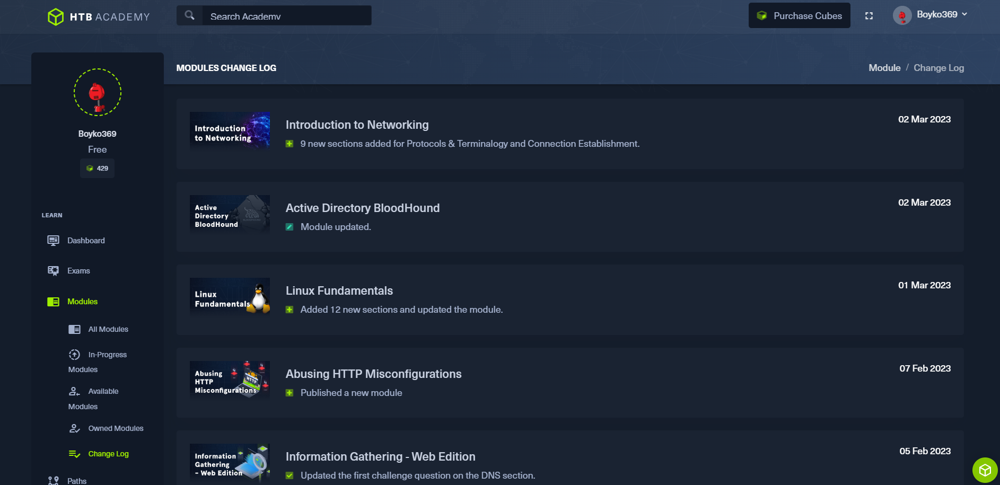 HTB ACADEMY
Search Academy
Purchase Cubes
Boyko369
Boyko369
Free
429
LEARN
Dashboard
Exams
Modules
All Modules
In-Progress
Modules
Available
Modules
Owned Modules
Change Log
Paths
MODULES CHANGE LOG
Module / Change Log
Introduction
to Networking
Introduction to Networking
02 Mar 2023
9 new sections added for Protocols & Terminalogy and Connection Establishment.
Active
Directory
BloodHound
Active Directory BloodHound
02 Mar 2023
Module updated.
Linux
Fundamentals
Linux Fundamentals
01 Mar 2023
Added 12 new sections and updated the module.
Abusing
HTTP
Misconfigurations
HTTP
Abusing HTTP Misconfigurations
07 Feb 2023
Published a new module
Information
Gathering
- Web Edition
Information Gathering - Web Edition
05 Feb 2023
Updated the first challenge question on the DNS section.